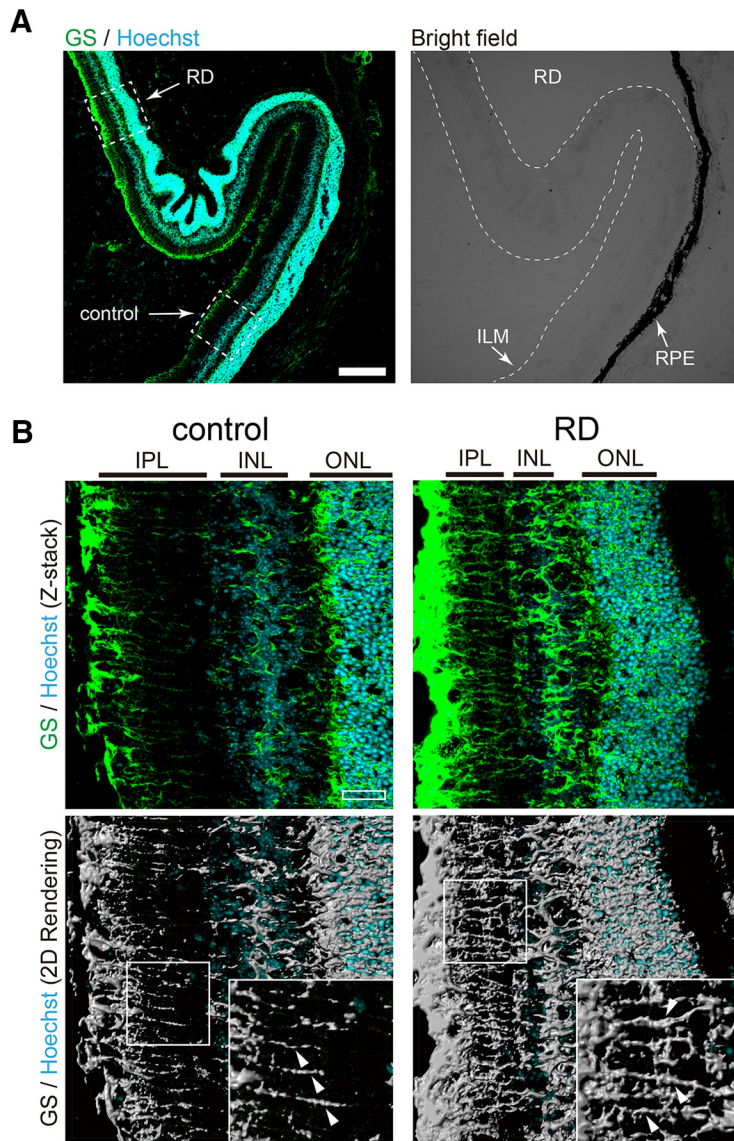 A
GS / Hoechst
Bright field
RD
RD
control
ILM
RPE
B
control
RD
IPL INL ONL
IPL INL ONL
GS / Hoechst (Z-stack)
GS / Hoechst (2D Rendering)